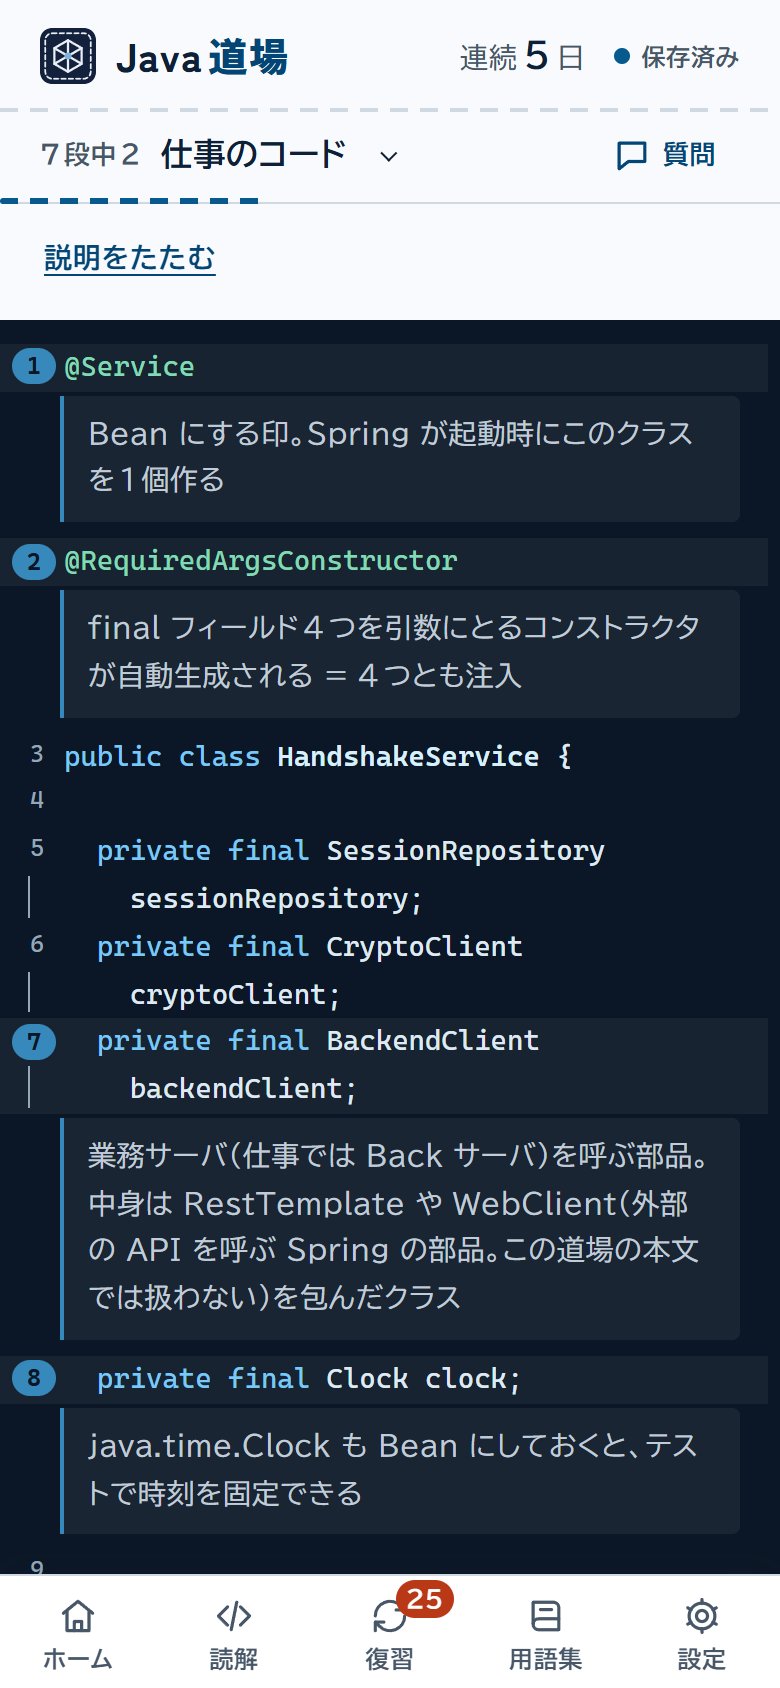 Java道場
連続 5 日
保存済み
7段中2 仕事のコード
質問
説明をたたむ
1 @Service
Bean にする印。Spring が起動時にこのクラス
を1個作る
2 @RequiredArgsConstructor
final フィールド4つを引数にとるコンストラクタ
が自動生成される = 4つとも注入
3 public class HandshakeService {
4
5 private final SessionRepository
sessionRepository;
6 private final CryptoClient
cryptoClient;
7 private final BackendClient
backendClient;
業務サーバ(仕事では Back サーバ)を呼ぶ部品。
中身は RestTemplate や WebClient(外部
の API を呼ぶ Spring の部品。この道場の本文
では扱わない)を包んだクラス
8 private final Clock clock;
java.time.Clock も Bean にしておくと、テス
トで時刻を固定できる
9
25
ホーム 読解 復習 用語集 設定